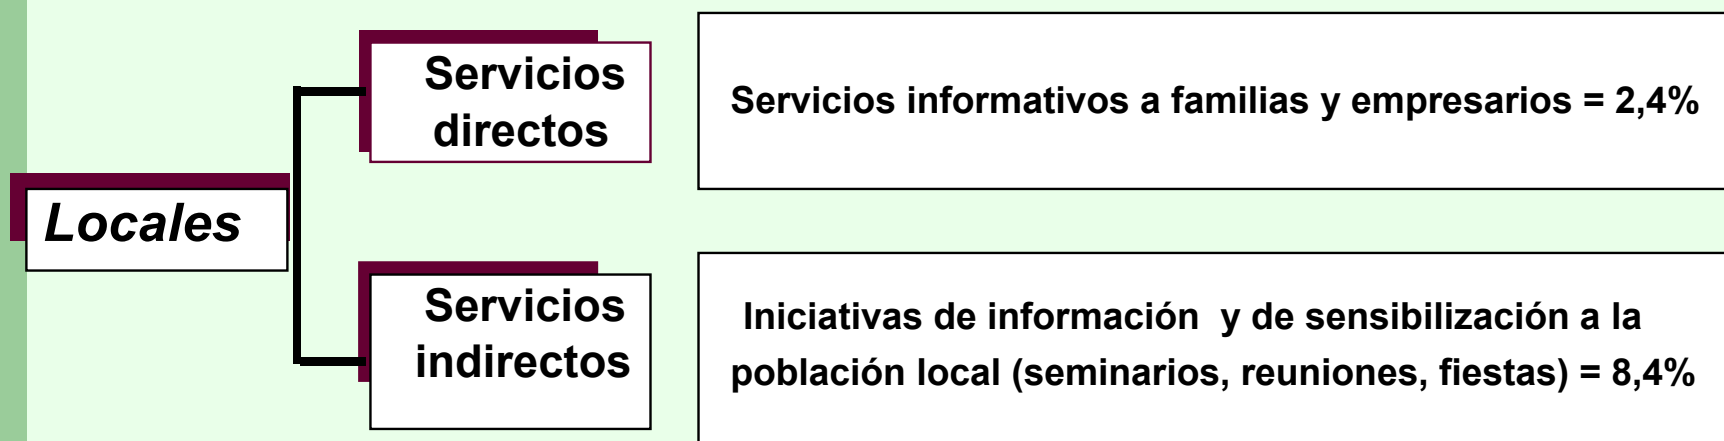 Locales
Servicios
directos
Servicios informativos a familias y empresarios = 2,4%
Servicios
indirectos
Iniciativas de información y de sensibilización a la
población local (seminarios, reuniones, fiestas) = 8,4%